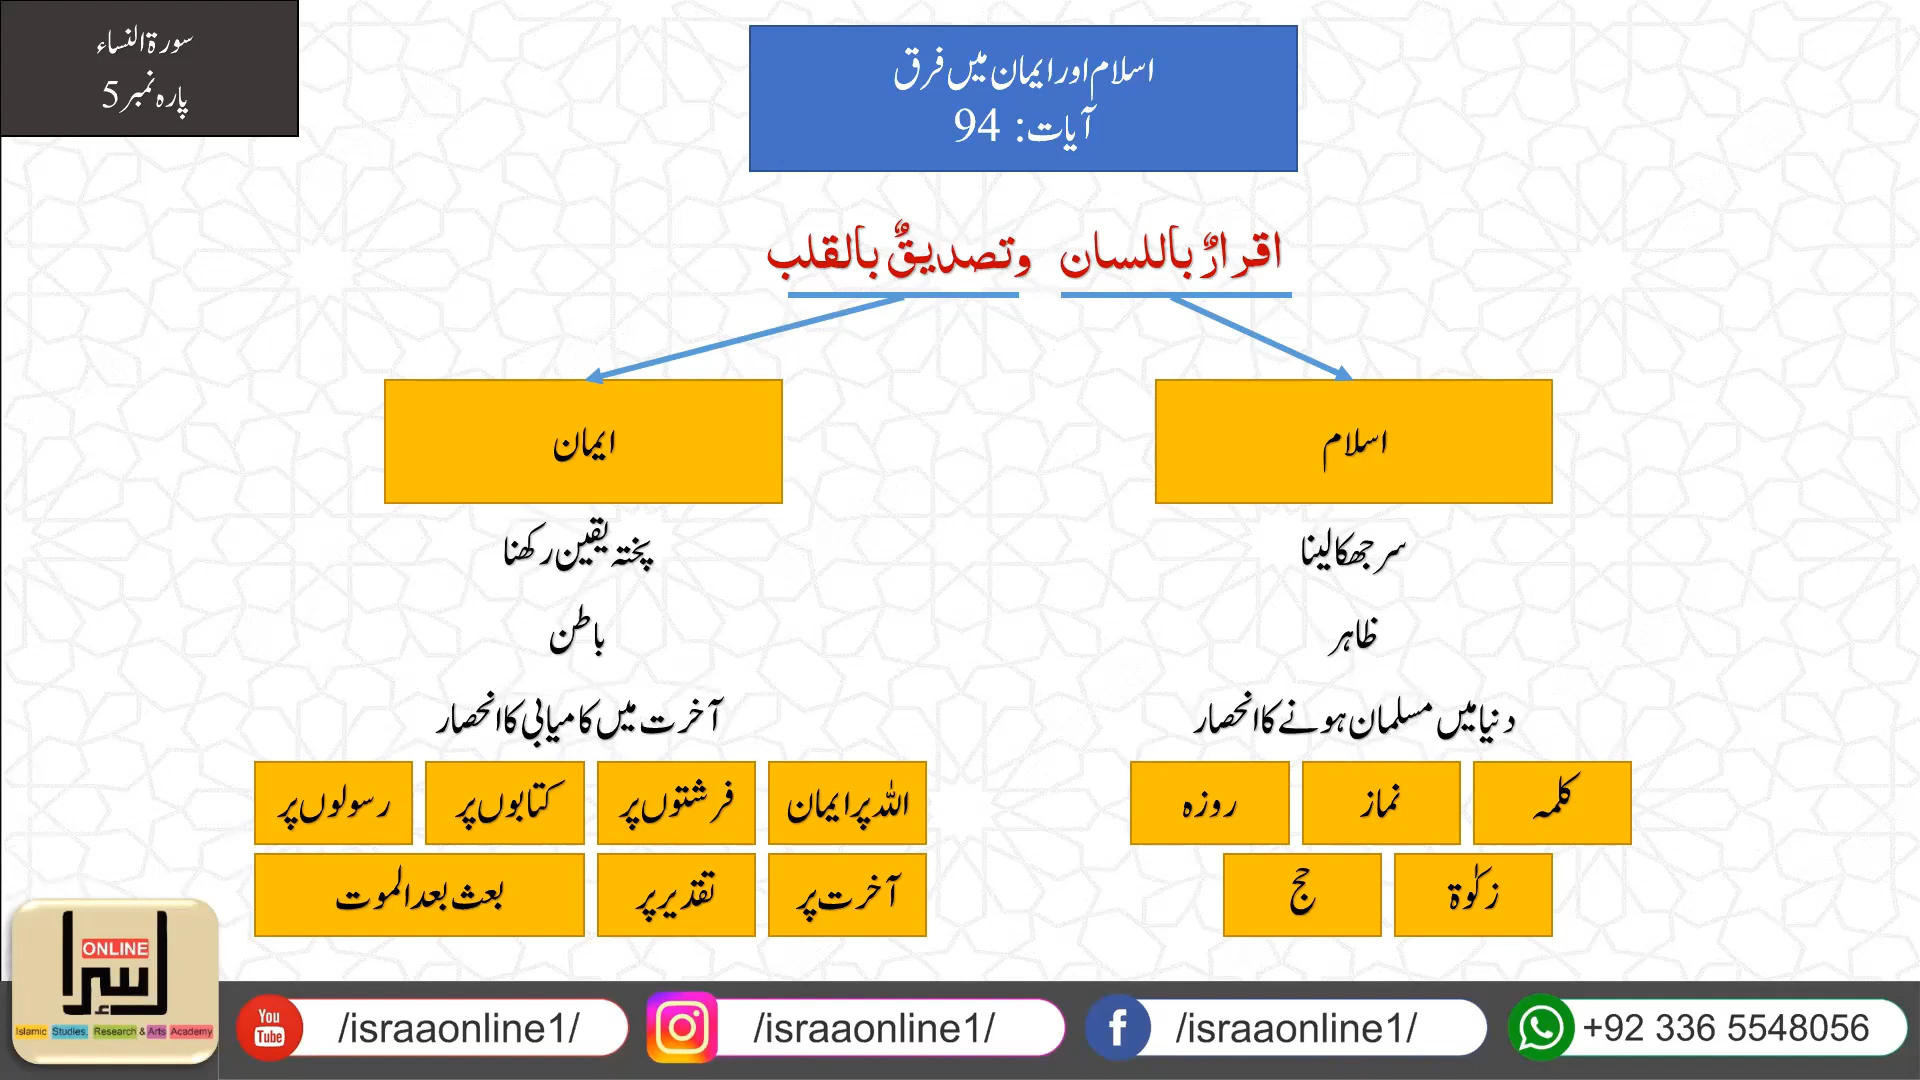 سورۃ النساء
پارہ نمبر 5
اسلام اور ایمان میں فرق
آیات: 94
اقرارٌ باللسان وتصدیقٌ بالقلب
اسلام
سر جھکا لینا
ظاہر
دنیا میں مسلمان ہونے کا انحصار
کلمہ
نماز
روزہ
زکوٰۃ
حج
ایمان
پختہ یقین رکھنا
باطن
آخرت میں کامیابی کا انحصار
اللہ پر ایمان
فرشتوں پر
کتابوں پر
رسولوں پر
آخرت پر
تقدیر پر
بعث بعد الموت
اسرا
ONLINE
Islamic Studies, Research & Arts Academy
You Tube
/israaonline1/
/israaonline1/
/israaonline1/
+92 336 5548056